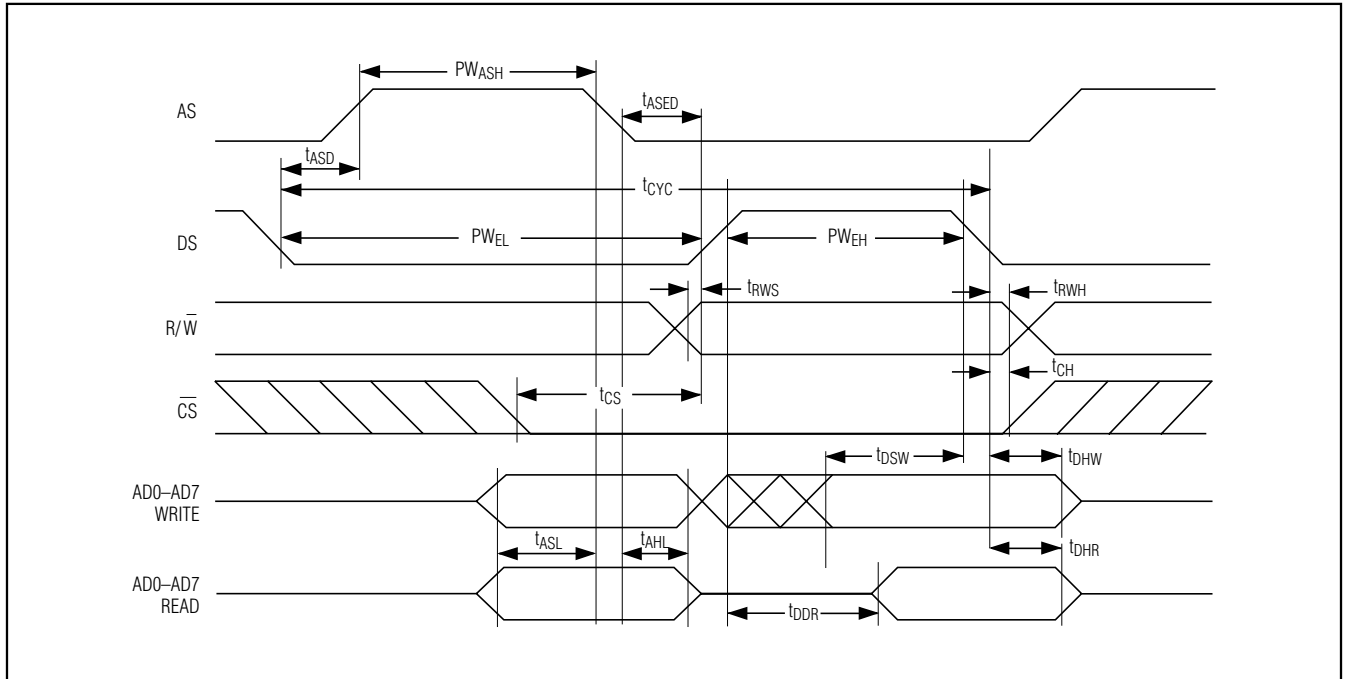 PWASH
AS
tASED
tASD
tCYC
DS
PWEL
PWEH
tRWS
tRWH
R/W̅
tCH
C̅S̅
tCS
tDSW
tDHW
AD0–AD7
WRITE
tASL
tAHL
tDHR
AD0–AD7
READ
tDDR